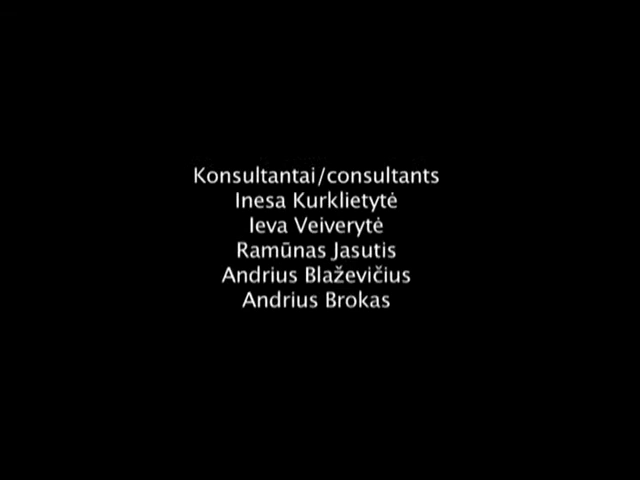 Konsultantai/consultants
Inesa Kurklietytė
Ieva Veiverytė
Ramūnas Jasutis
Andrius Blaževičius
Andrius Brokas